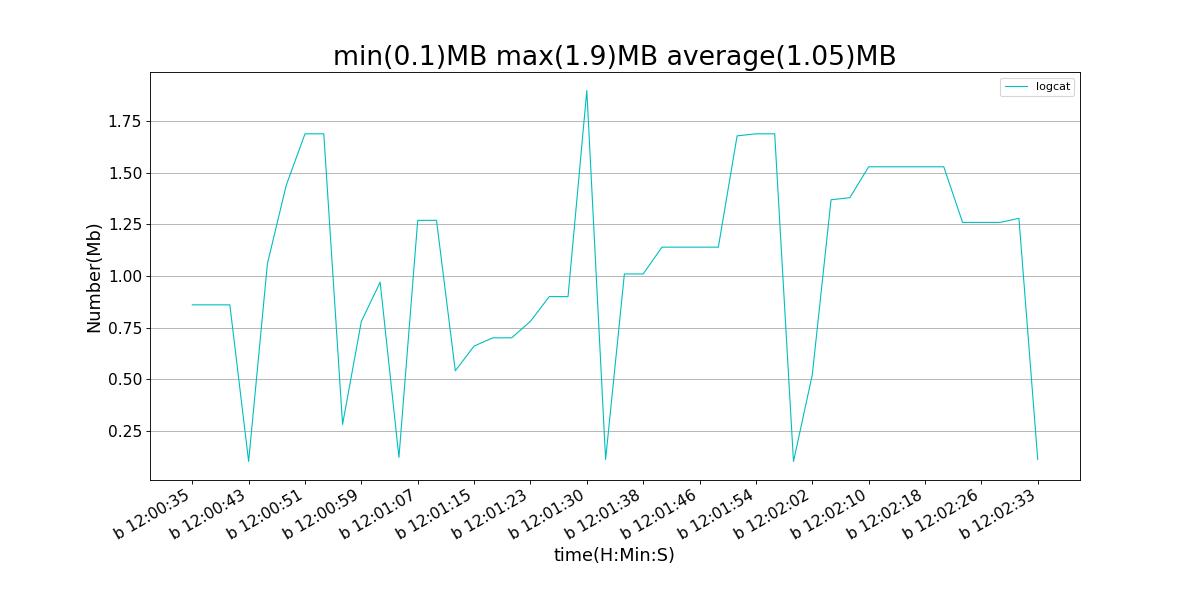 min(0.1)MB max(1.9)MB average(1.05)MB
logcat
Number(Mb)
1.75
1.50
1.25
1.00
0.75
0.50
0.25
b 12:00:35
b 12:00:43
b 12:00:51
b 12:00:59
b 12:01:07
b 12:01:15
b 12:01:23
b 12:01:30
b 12:01:38
b 12:01:46
b 12:01:54
b 12:02:02
b 12:02:10
b 12:02:18
b 12:02:26
b 12:02:33
time(H:Min:S)